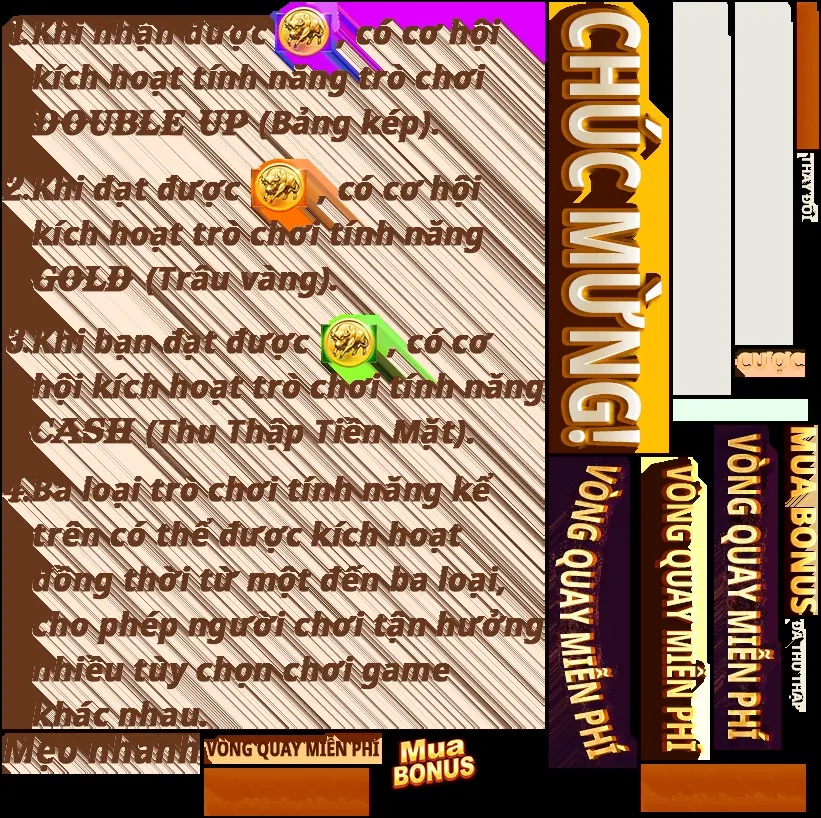 1.Khi nhận được , có cơ hội
kích hoạt tính năng trò chơi
DOUBLE UP (Bảng kép).
2.Khi đạt được , có cơ hội
kích hoạt trò chơi tính năng
GOLD (Trâu vàng).
3.Khi bạn đạt được , có cơ
hội kích hoạt trò chơi tính năng
CASH (Thu Thập Tiền Mặt).
4.Ba loại trò chơi tính năng kể
trên có thể được kích hoạt
đồng thời từ một đến ba loại,
cho phép người chơi tận hưởng
nhiều tùy chọn chơi game
khác nhau.
Mẹo nhanh
VÒNG QUAY MIỄN PHÍ
Mua
BONUS
CHÚC MỪNG!
VÒNG QUAY MIỄN PHÍ
VÒNG QUAY MIỄN PHÍ
VÒNG QUAY MIỄN PHÍ
THAY ĐỔI
CƯỢC
MUA BONUS
ĐÃ THU THẬP